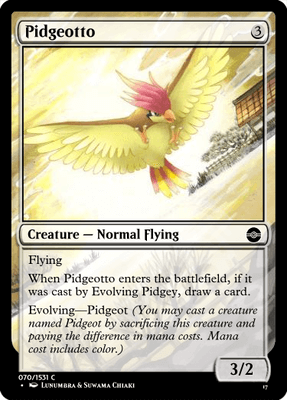 Pidgeotto 3
Creature — Normal Flying
Flying
When Pidgeotto enters the battlefield, if it
was cast by Evolving Pidgey, draw a card.
Evolving—Pidgeot (You may cast a creature
named Pidgeot by sacrificing this creature and
paying the difference in mana costs. Mana
cost includes color.)
3/2
070/1531 C
LUNUMBRA & SUWAMA CHIAKI